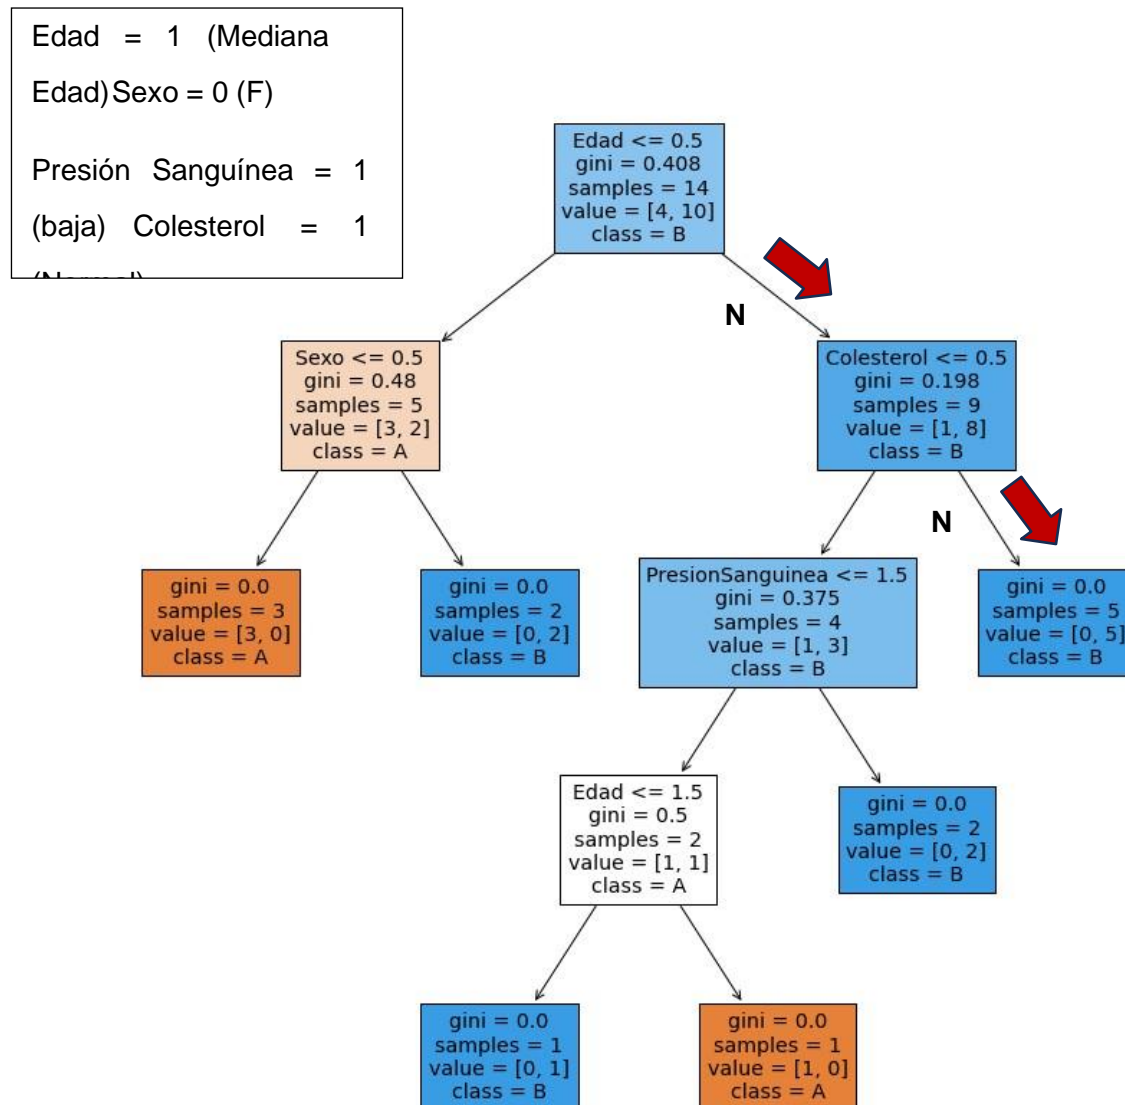 Edad = 1 (Mediana
Edad) Sexo = 0 (F)
Presión Sanguínea = 1
(baja) Colesterol = 1
Edad <= 0.5
gini = 0.408
samples = 14
value = [4, 10]
class = B
N
Sexo <= 0.5
gini = 0.48
samples = 5
value = [3, 2]
class = A
Colesterol <= 0.5
gini = 0.198
samples = 9
value = [1, 8]
class = B
N
gini = 0.0
samples = 3
value = [3, 0]
class = A
gini = 0.0
samples = 2
value = [0, 2]
class = B
PresionSanguinea <= 1.5
gini = 0.375
samples = 4
value = [1, 3]
class = B
gini = 0.0
samples = 5
value = [0, 5]
class = B
Edad <= 1.5
gini = 0.5
samples = 2
value = [1, 1]
class = A
gini = 0.0
samples = 2
value = [0, 2]
class = B
gini = 0.0
samples = 1
value = [0, 1]
class = B
gini = 0.0
samples = 1
value = [1, 0]
class = A